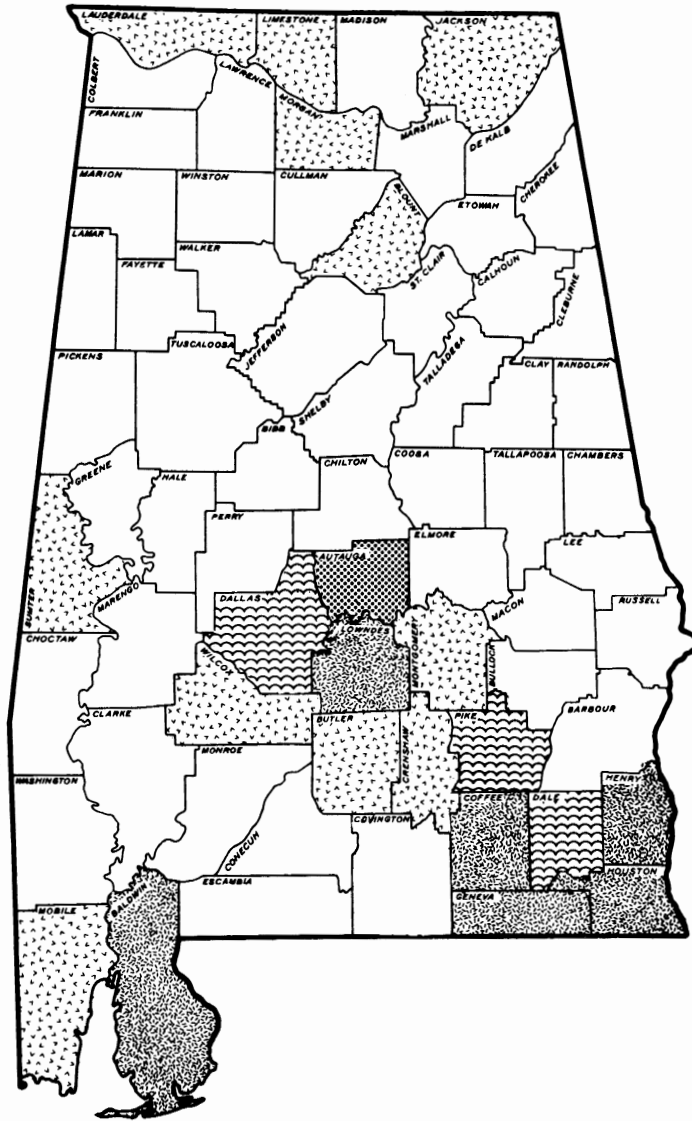 LAUDERDALE
LIMESTONE
MADISON
JACKSON
COLBERT
LAWRENCE
MORGAN
FRANKLIN
MARSHALL
DE KALB
MARION
WINSTON
CULLMAN
BLOUNT
ETOWAH
CHEROKEE
LAMAR
FAYETTE
WALKER
ST. CLAIR
CALHOUN
CLEBURNE
PICKENS
TUSCALOOSA
JEFFERSON
SHELBY
TALLADEGA
CLAY
RANDOLPH
BIBB
GREENE
HALE
CHILTON
COOSA
TALLAPOOSA
CHAMBERS
PERRY
AUTAUGA
ELMORE
LEE
SUMTER
MARENGO
DALLAS
LOWNDES
MONTGOMERY
MACON
RUSSELL
CHOCTAW
WILCOX
BULLOCK
CLARKE
BUTLER
CRENSHAW
PIKE
BARBOUR
WASHINGTON
MONROE
CONECUH
COVINGTON
COFFEE
DALE
HENRY
HOUSTON
MOBILE
BALDWIN
ESCAMBIA
GENEVA